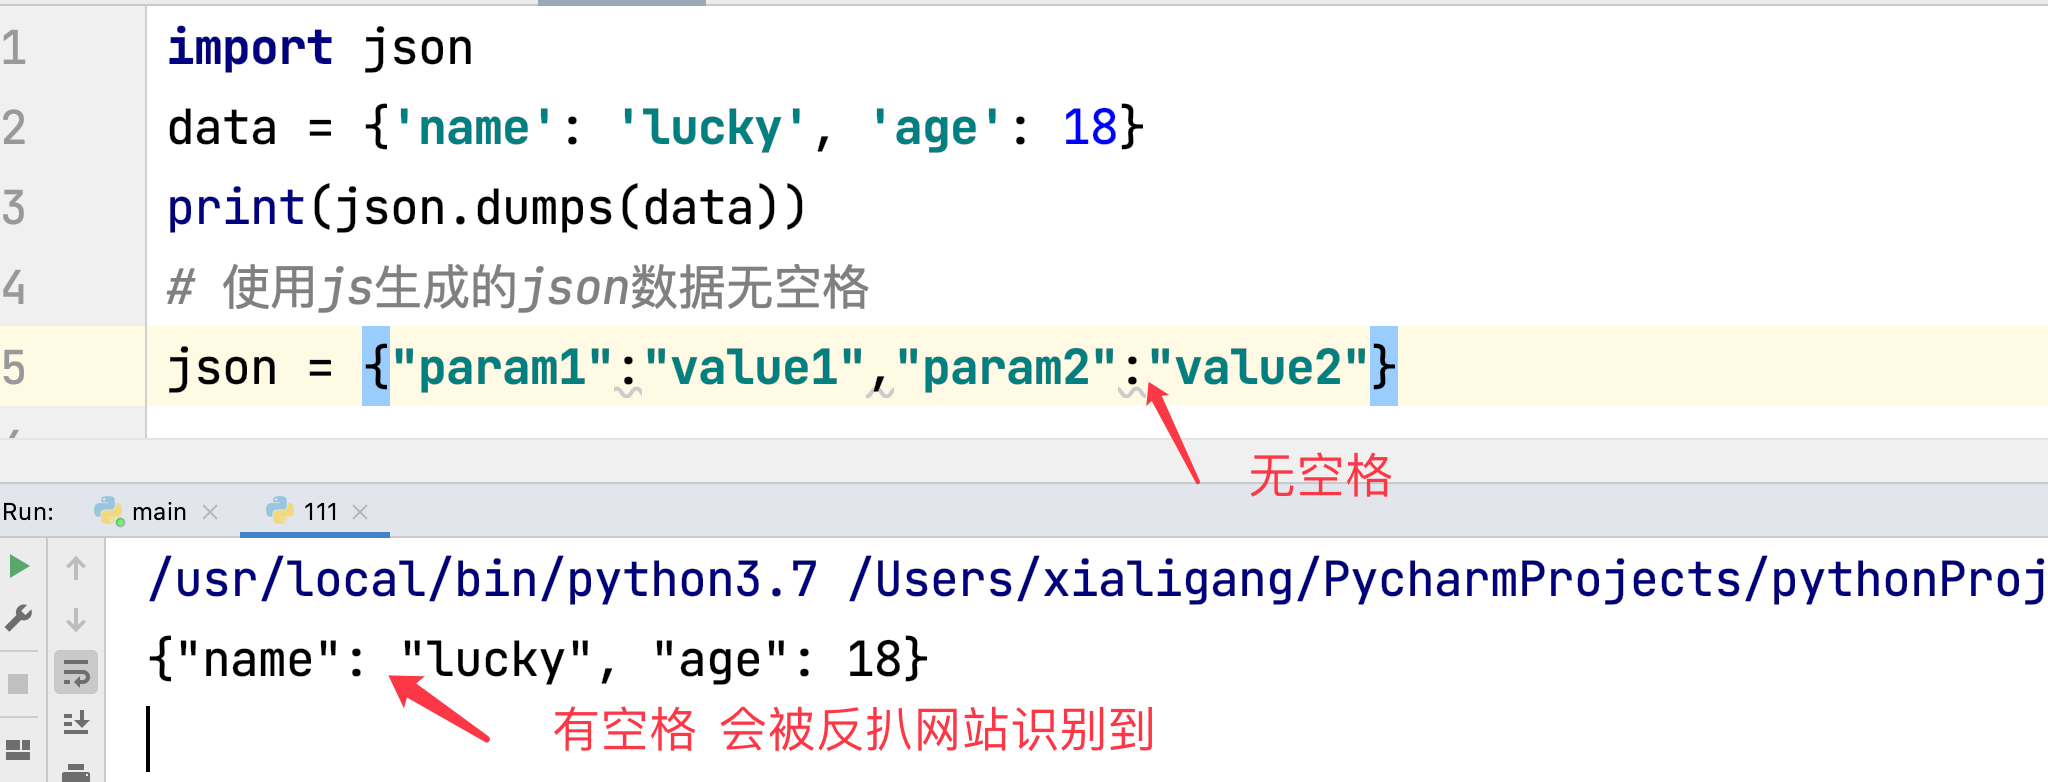 1 import json
2 data = {'name': 'lucky', 'age': 18}
3 print(json.dumps(data))
4 # 使用js生成的json数据无空格
5 json = {"param1":"value1","param2":"value2"}
无空格
Run: main 111
/usr/local/bin/python3.7 /Users/xialigang/PycharmProjects/pythonProj
{"name": "lucky", "age": 18}
有空格 会被反扒网站识别到